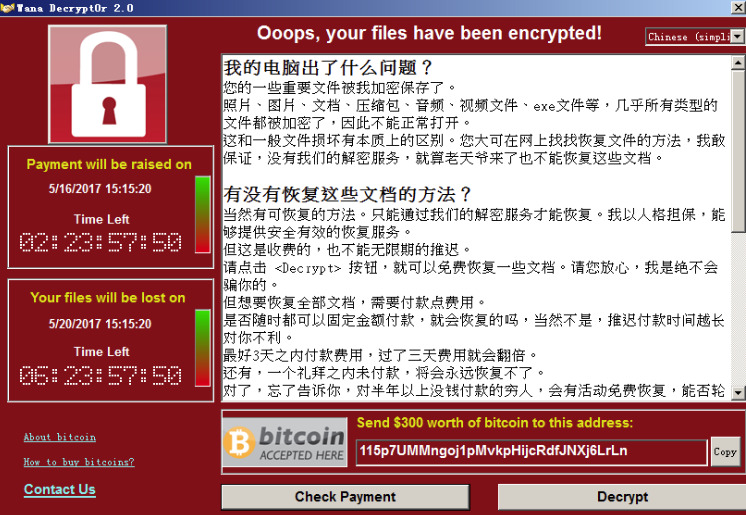 Wana Decrypt0r 2.0
Ooops, your files have been encrypted!
Chinese (simpli
我的电脑出了什么问题？
您的一些重要文件被我加密保存了。
照片、图片、文档、压缩包、音频、视频文件、exe文件等，几乎所有类型的
文件都被加密了，因此不能正常打开。
这和一般文件损坏有本质上的区别。您大可在网上找找恢复文件的方法，我敢
保证，没有我们的解密服务，就算老天爷来了也不能恢复这些文档。
有没有恢复这些文档的方法？
当然有可恢复的方法。只能通过我们的解密服务才能恢复。我以人格担保，能
够提供安全有效的恢复服务。
但这是收费的，也不能无限期的推迟。
请点击 <Decrypt> 按钮，就可以免费恢复一些文档。请您放心，我是绝不会
骗你的。
但想要恢复全部文档，需要付款点费用。
是否随时都可以固定金额付款，就会恢复的吗，当然不是，推迟付款时间越长
对你不利。
最好3天之内付款费用，过了三天费用就会翻倍。
还有，一个礼拜之内未付款，将会永远恢复不了。
对了，忘了告诉你，对半年以上没钱付款的穷人，会有活动免费恢复，能否轮
Payment will be raised on
5/16/2017 15:15:20
Time Left
02:23:57:50
Your files will be lost on
5/20/2017 15:15:20
Time Left
06:23:57:50
About bitcoin
How to buy bitcoins?
Contact Us
bitcoin
ACCEPTED HERE
Send $300 worth of bitcoin to this address:
115p7UMMngoj1pMvkpHijcRdfJNXj6LrLn
Copy
Check Payment
Decrypt